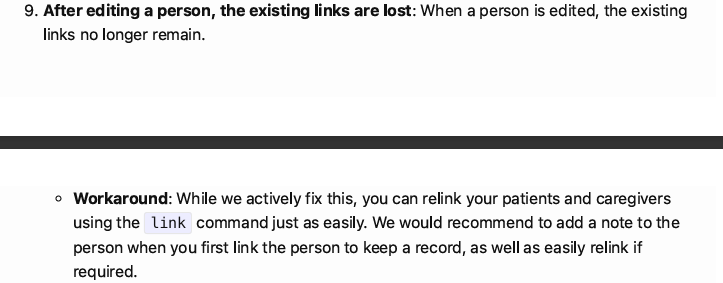 9. After editing a person, the existing links are lost: When a person is edited, the existing
links no longer remain.
◦ Workaround: While we actively fix this, you can relink your patients and caregivers
using the link command just as easily. We would recommend to add a note to the
person when you first link the person to keep a record, as well as easily relink if
required.